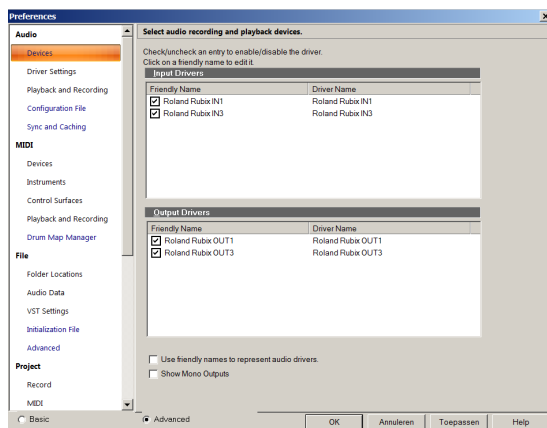 Preferences
Audio
Devices
Driver Settings
Playback and Recording
Configuration File
Sync and Caching
MIDI
Devices
Instruments
Control Surfaces
Playback and Recording
Drum Map Manager
File
Folder Locations
Audio Data
VST Settings
Initialization File
Advanced
Project
Record
MIDI
Basic
Advanced
Select audio recording and playback devices.
Check/uncheck an entry to enable/disable the driver.
Click on a friendly name to edit it.
Input Drivers
Friendly Name Driver Name
Roland Rubix IN1 Roland Rubix IN1
Roland Rubix IN3 Roland Rubix IN3
Output Drivers
Friendly Name Driver Name
Roland Rubix OUT1 Roland Rubix OUT1
Roland Rubix OUT3 Roland Rubix OUT3
Use friendly names to represent audio drivers.
Show Mono Outputs
OK Annuleren Toepassen Help